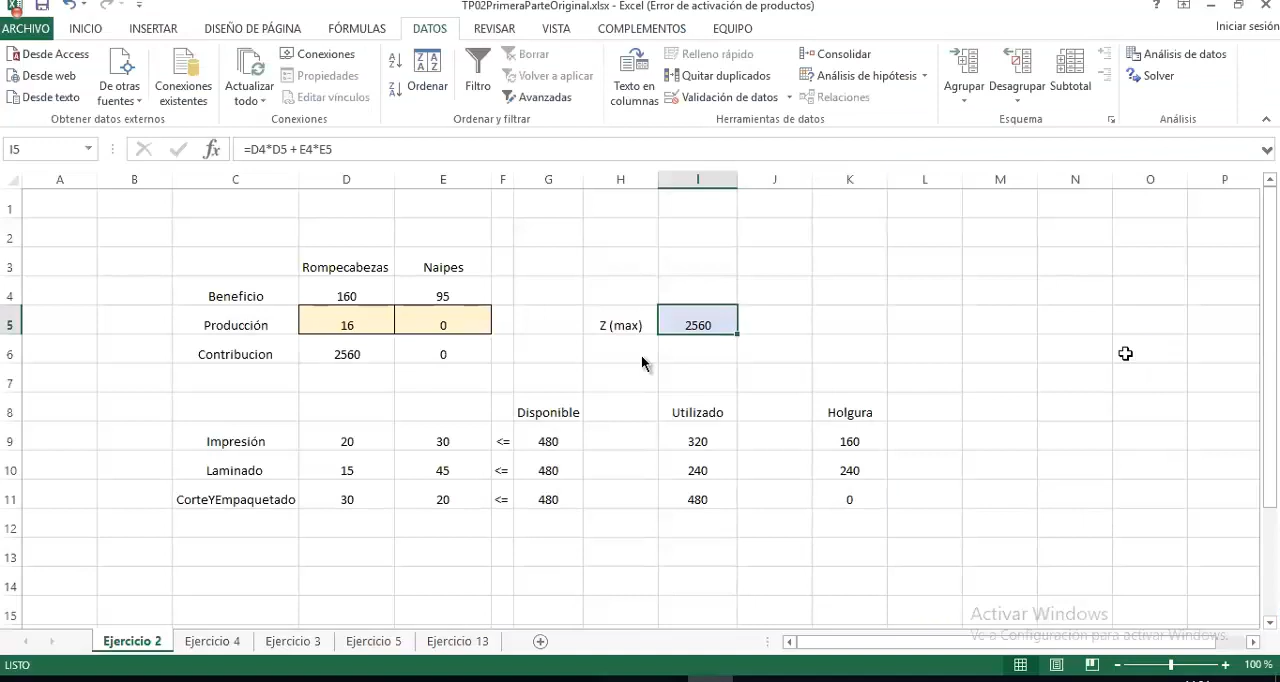 TP02PrimeraParteOriginal.xlsx - Excel (Error de activación de productos)
?
ARCHIVO INICIO INSERTAR DISEÑO DE PÁGINA FÓRMULAS DATOS REVISAR VISTA COMPLEMENTOS EQUIPO Iniciar sesión
Desde Access
Desde web
Desde texto
De otras fuentes
Conexiones existentes
Obtener datos externos
Actualizar todo
Conexiones
Propiedades
Editar vínculos
Conexiones
Ordenar
Filtro
Borrar
Volver a aplicar
Avanzadas
Ordenar y filtrar
Texto en columnas
Relleno rápido
Quitar duplicados
Validación de datos
Consolidar
Análisis de hipótesis
Relaciones
Herramientas de datos
Agrupar Desagrupar Subtotal
Esquema
Análisis de datos
Solver
Análisis
I5 fx =D4*D5 + E4*E5
A B C D E F G H I J K L M N O P
1
2
3 Rompecabezas Naipes
4 Beneficio 160 95
5 Producción 16 0 Z (max) 2560
6 Contribucion 2560 0
7
8 Disponible Utilizado Holgura
9 Impresión 20 30 <= 480 320 160
10 Laminado 15 45 <= 480 240 240
11 CorteYEmpaquetado 30 20 <= 480 480 0
12
13
14
15
Activar Windows
Ve a Configuración para activar Windows.
Ejercicio 2 Ejercicio 4 Ejercicio 3 Ejercicio 5 Ejercicio 13
LISTO 100 %